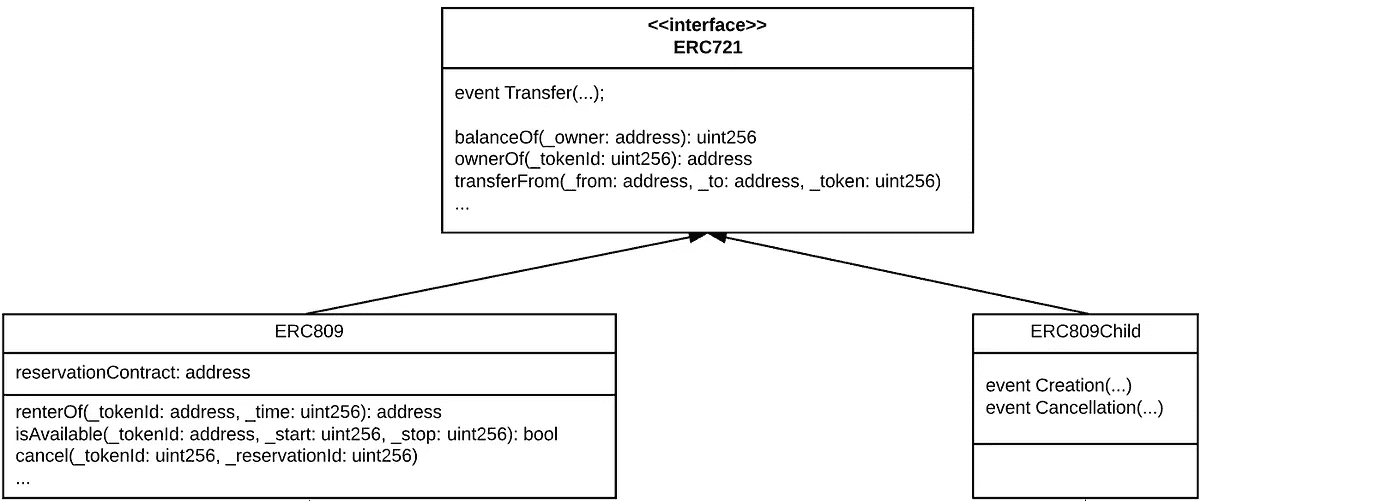 <<interface>>
ERC721
event Transfer(...);
balanceOf(_owner: address): uint256
ownerOf(_tokenId: uint256): address
transferFrom(_from: address, _to: address, _token: uint256)
...
ERC809
reservationContract: address
renterOf(_tokenId: address, _time: uint256): address
isAvailable(_tokenId: address, _start: uint256, _stop: uint256): bool
cancel(_tokenId: uint256, _reservationId: uint256)
...
ERC809Child
event Creation(...)
event Cancellation(...)